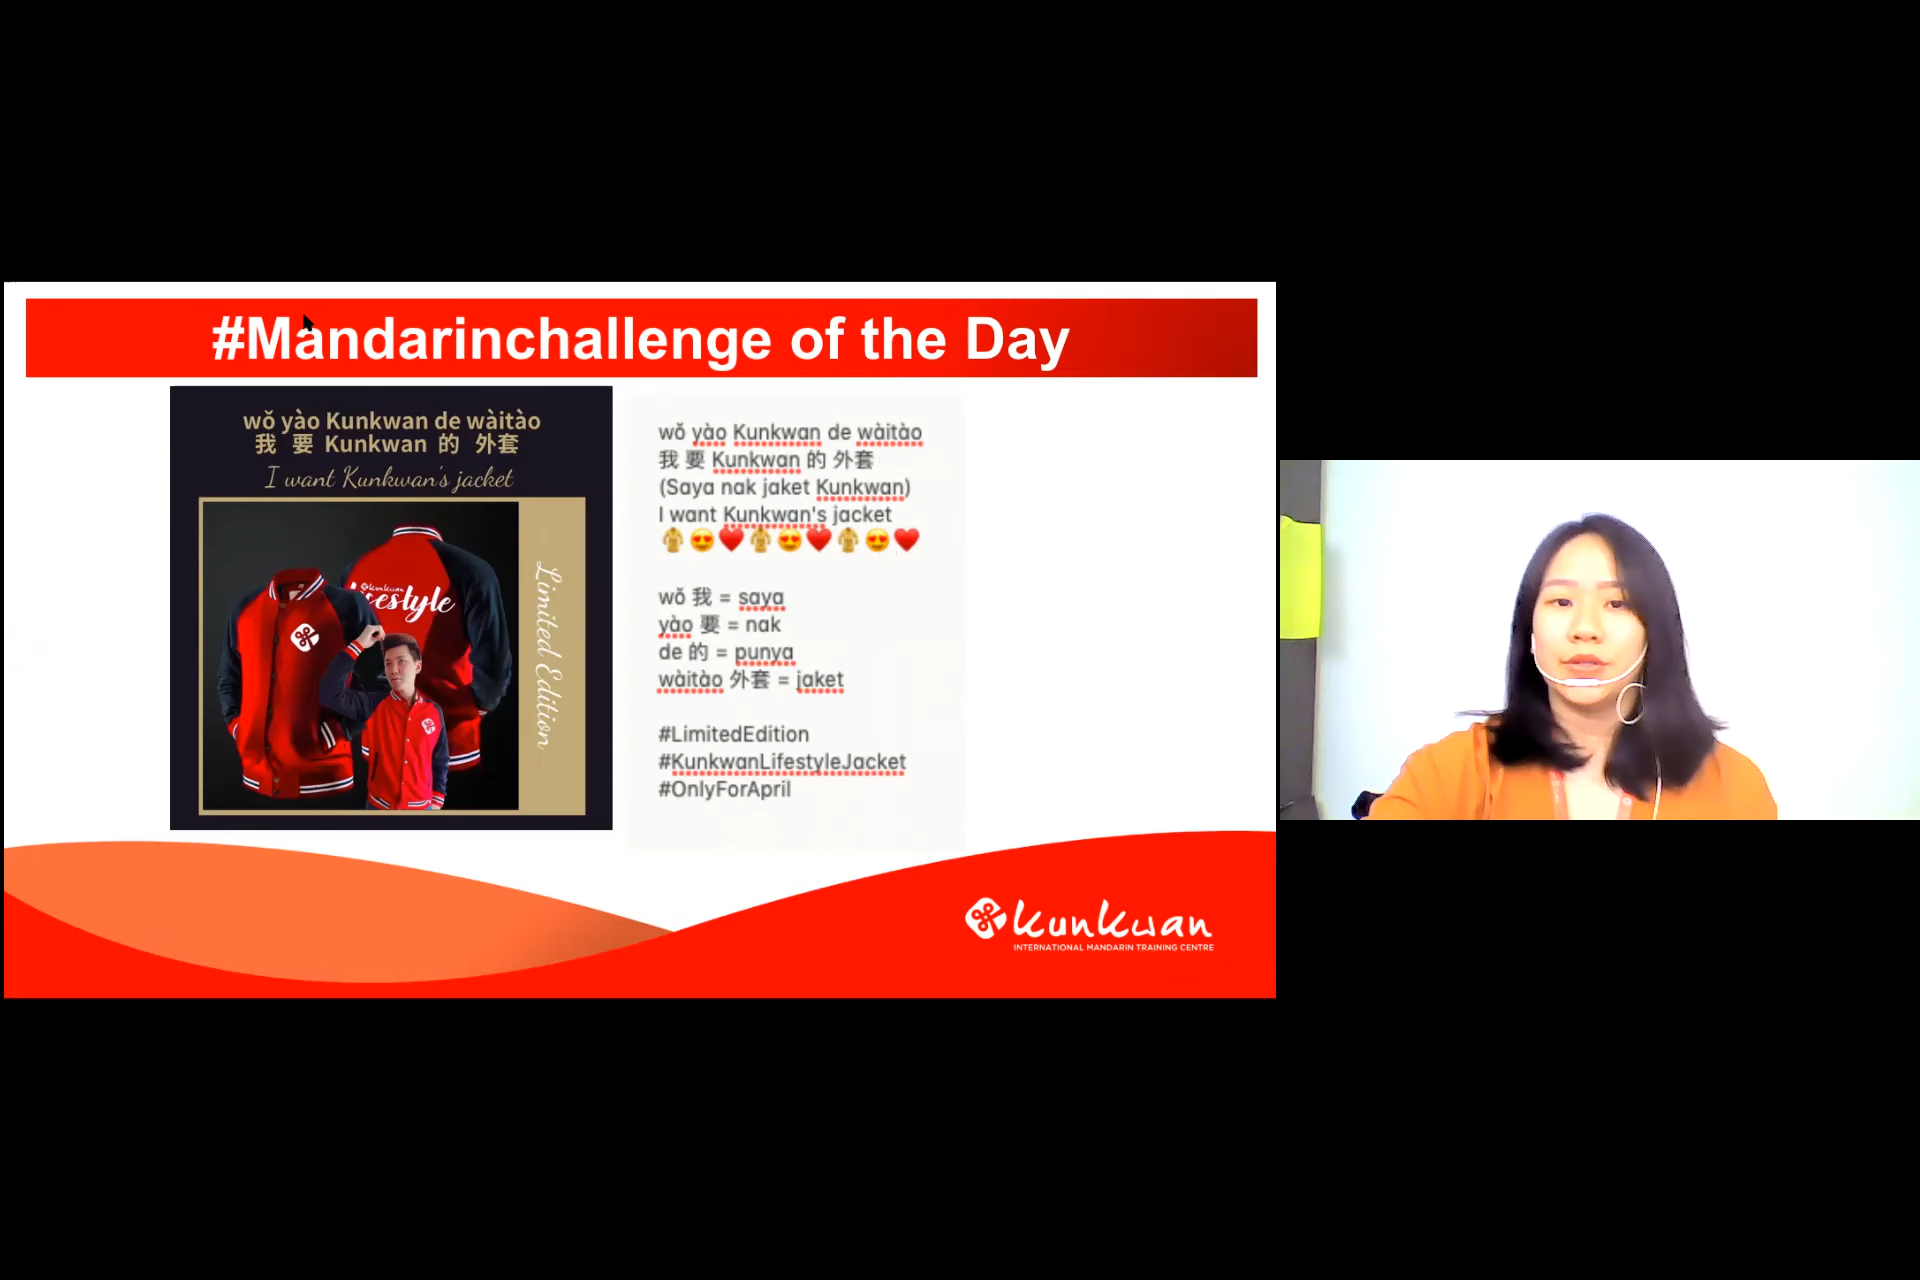 #Mandarinchallenge of the Day
wǒ yào Kunkwan de wàitào
我 要 Kunkwan 的 外套
I want Kunkwan's jacket
kunkwan
Limited Edition
wǒ yào Kunkwan de wàitào
我 要 Kunkwan 的 外套
(Saya nak jaket Kunkwan)
I want Kunkwan's jacket
wǒ 我 = saya
yào 要 = nak
de 的 = punya
wàitào 外套 = jaket
#LimitedEdition
#KunkwanLifestyleJacket
#OnlyForApril
kunkwan
INTERNATIONAL MANDARIN TRAINING CENTRE